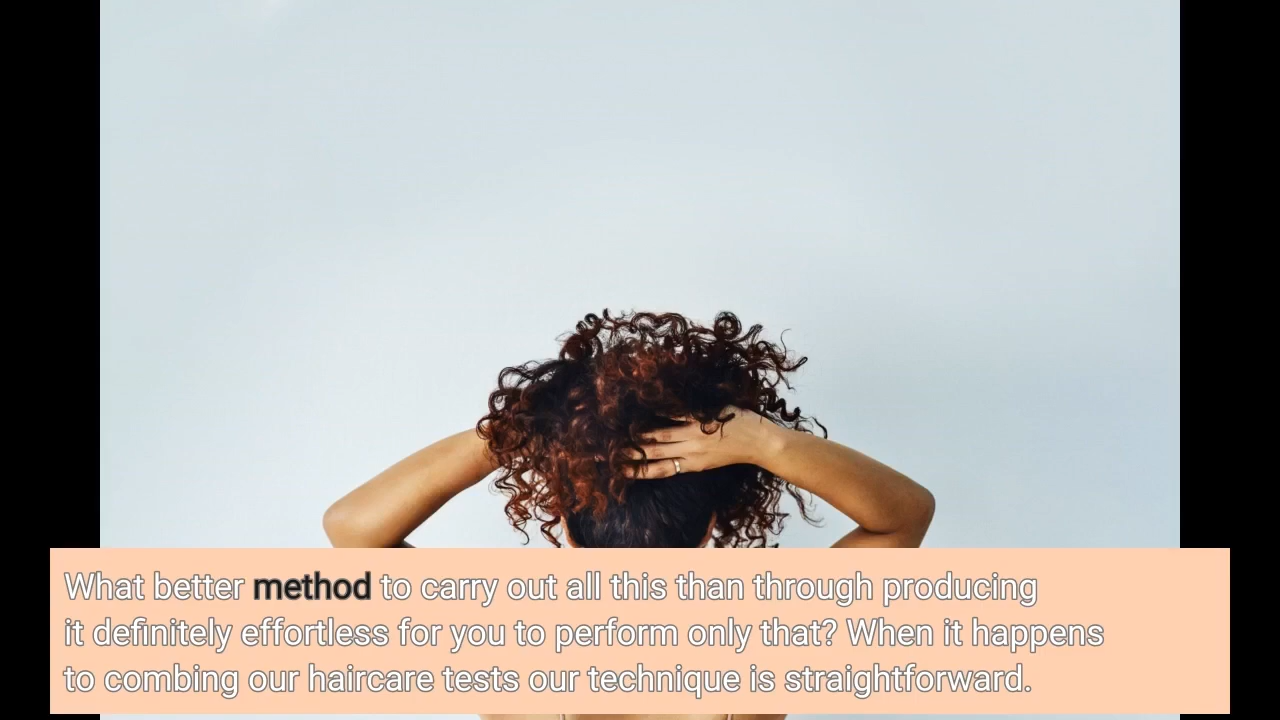 What better method to carry out all this than through producing
it definitely effortless for you to perform only that? When it happens
to combing our haircare tests our technique is straightforward.